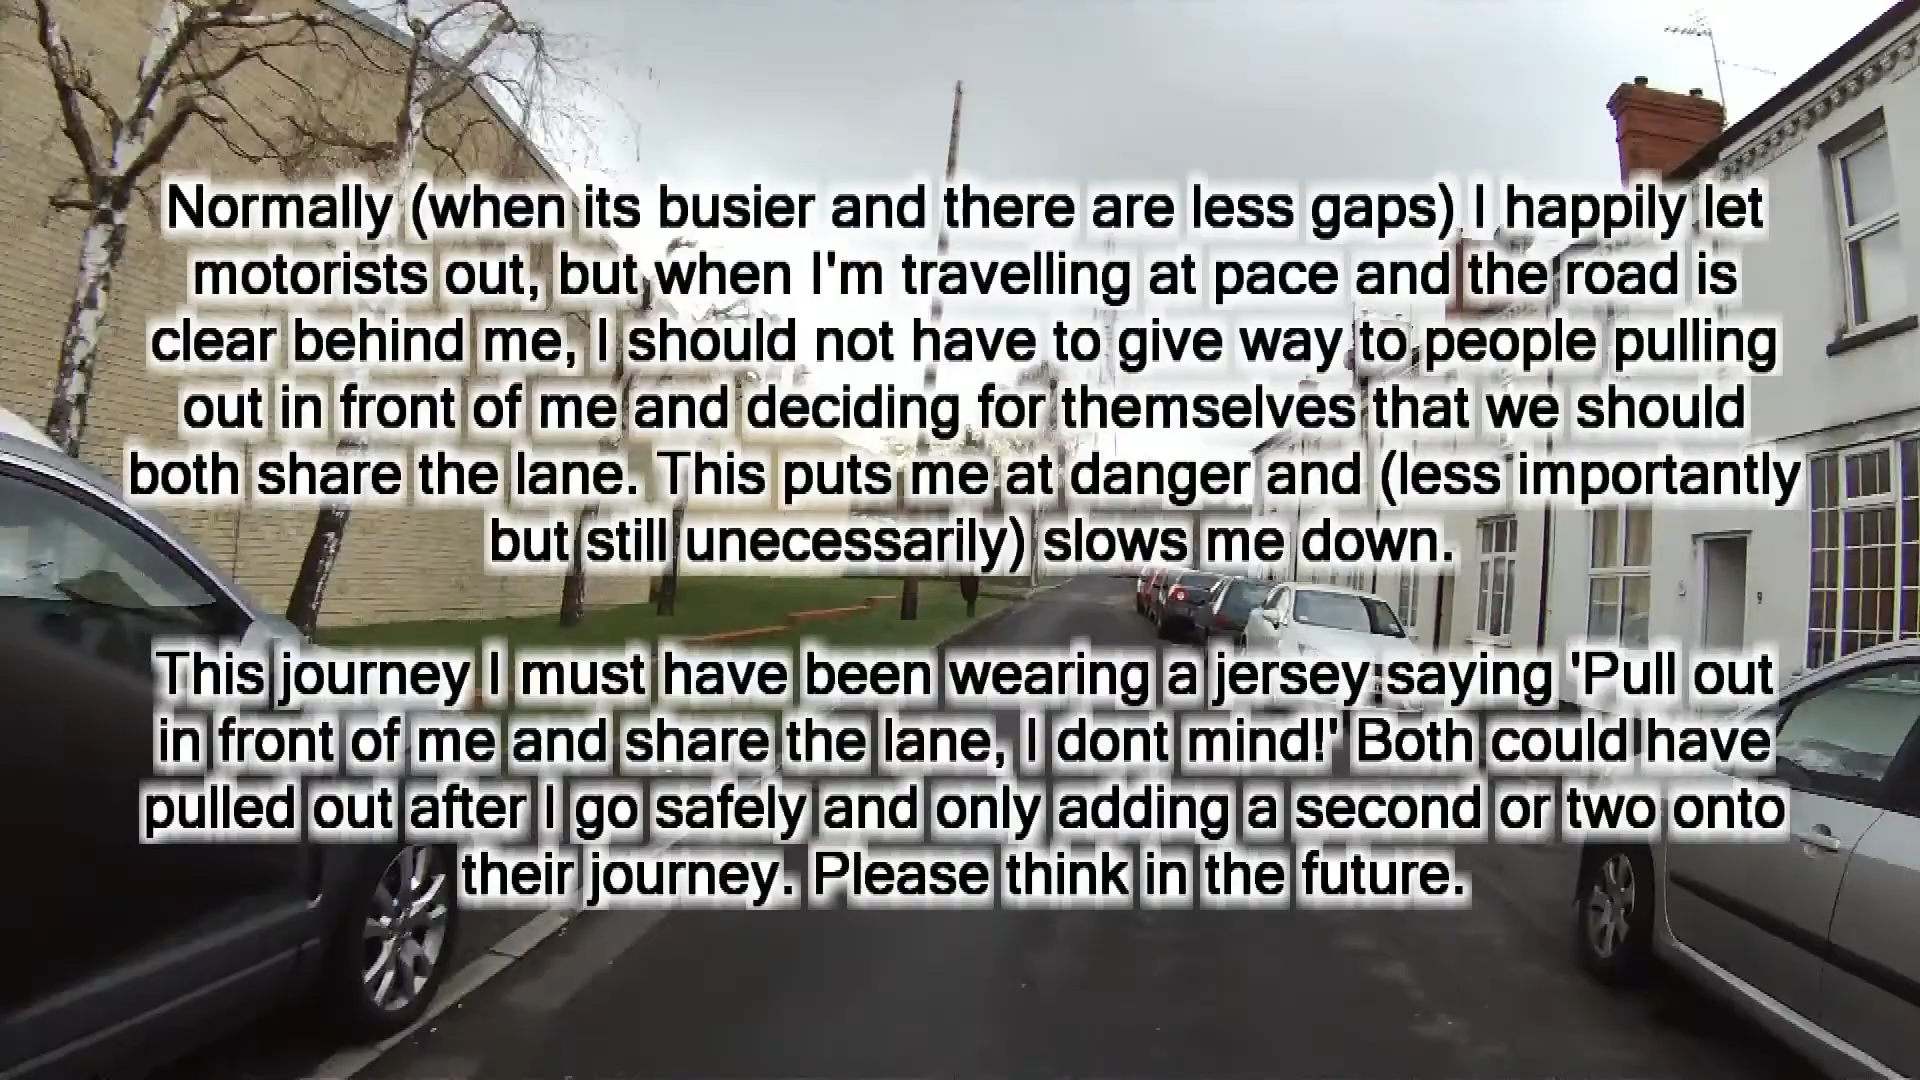 Normally (when its busier and there are less gaps) I happily let
motorists out, but when I'm travelling at pace and the road is
clear behind me, I should not have to give way to people pulling
out in front of me and deciding for themselves that we should
both share the lane. This puts me at danger and (less importantly
but still unecessarily) slows me down.
This journey I must have been wearing a jersey saying 'Pull out
in front of me and share the lane, I dont mind!' Both could have
pulled out after I go safely and only adding a second or two onto
their journey. Please think in the future.